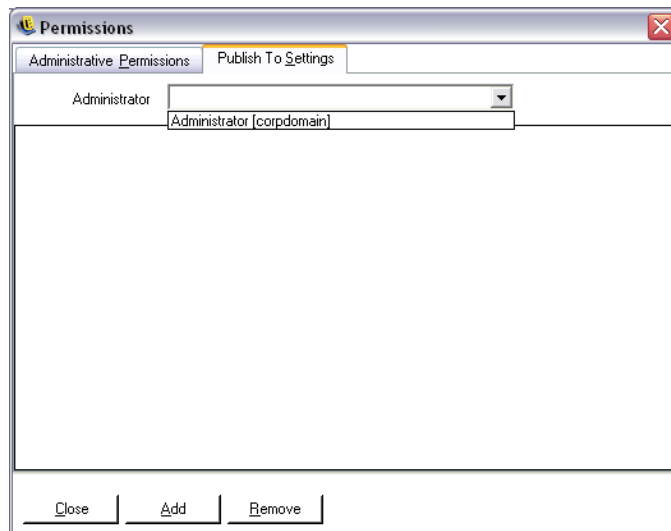 Permissions
Administrative Permissions Publish To Settings
Administrator
Administrator [corpdomain]
Close Add Remove